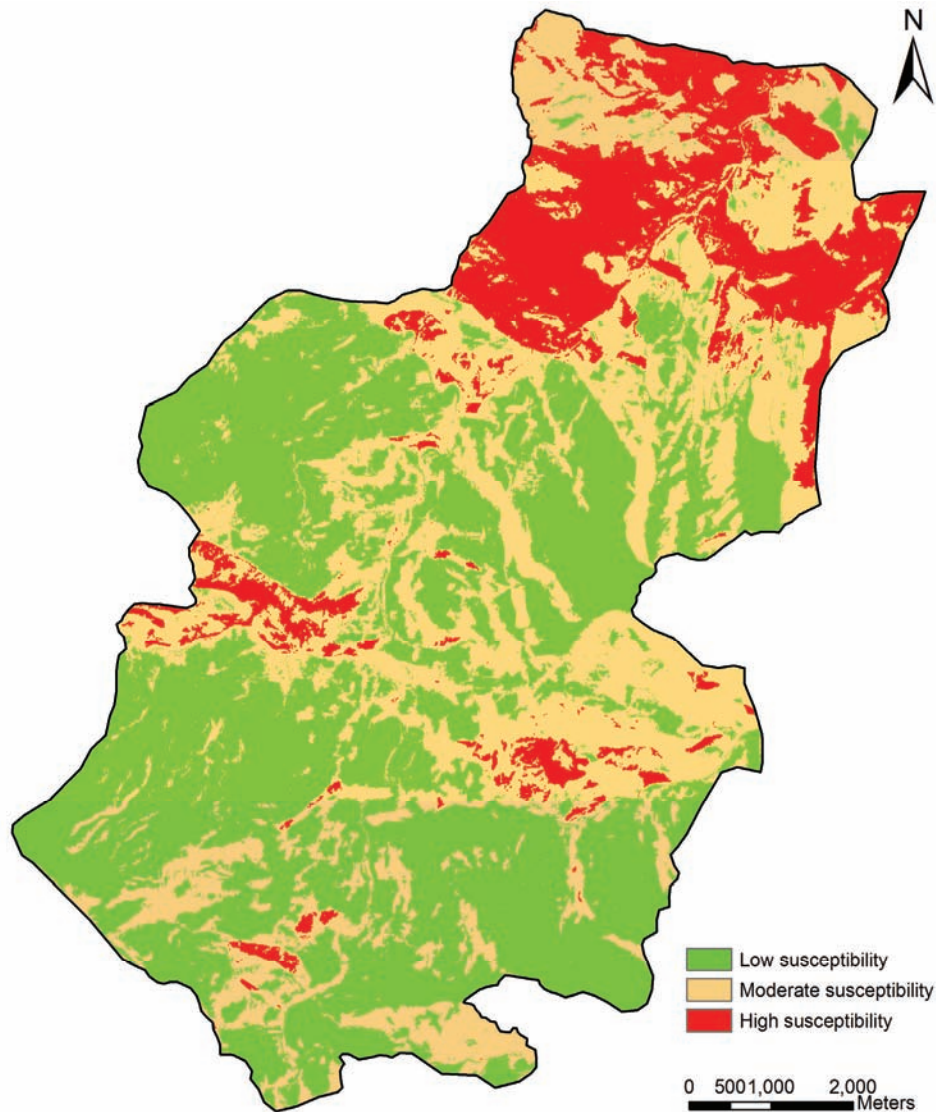 N
Low susceptibility
Moderate susceptibility
High susceptibility
0 5001,000 2,000
Meters